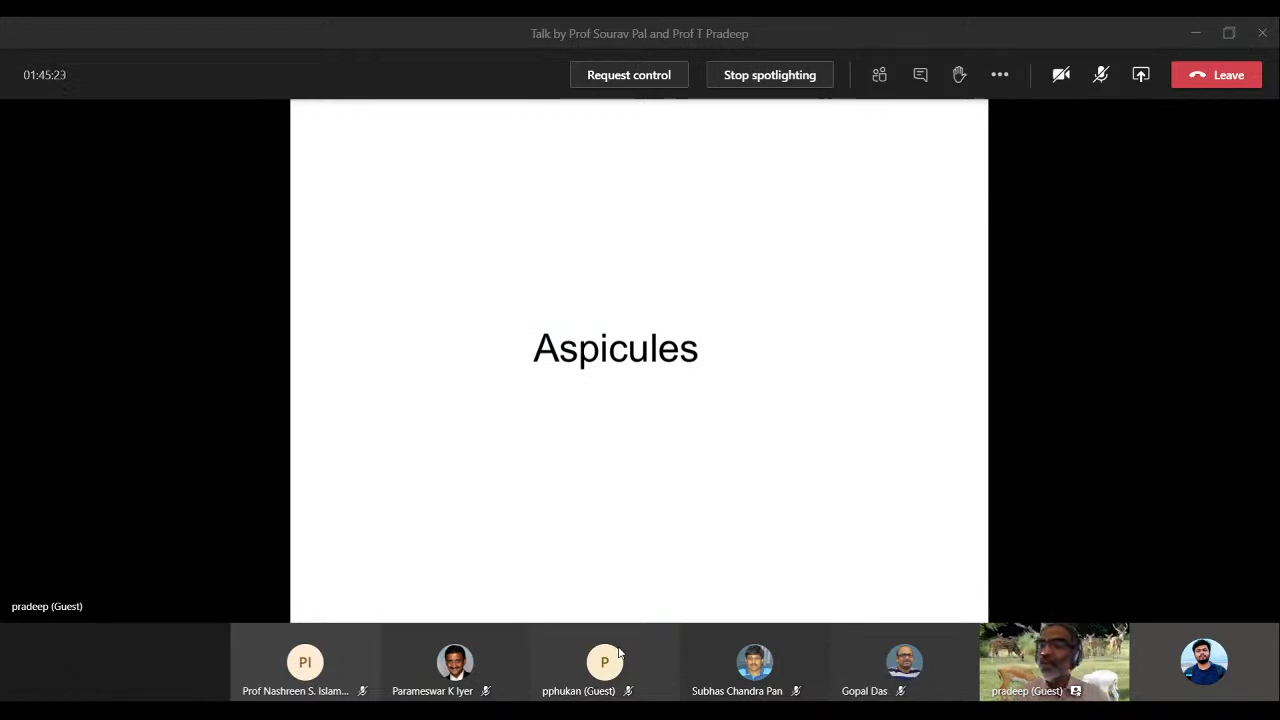 Talk by Prof Sourav Pal and Prof T Pradeep
01:45:23
Request control
Stop spotlighting
Leave
Aspicules
pradeep (Guest)
PI
P
Prof Nashreen S. Islam...
Parameswar K Iyer
pphukan (Guest)
Subhas Chandra Pan
Gopal Das
pradeep (Guest)